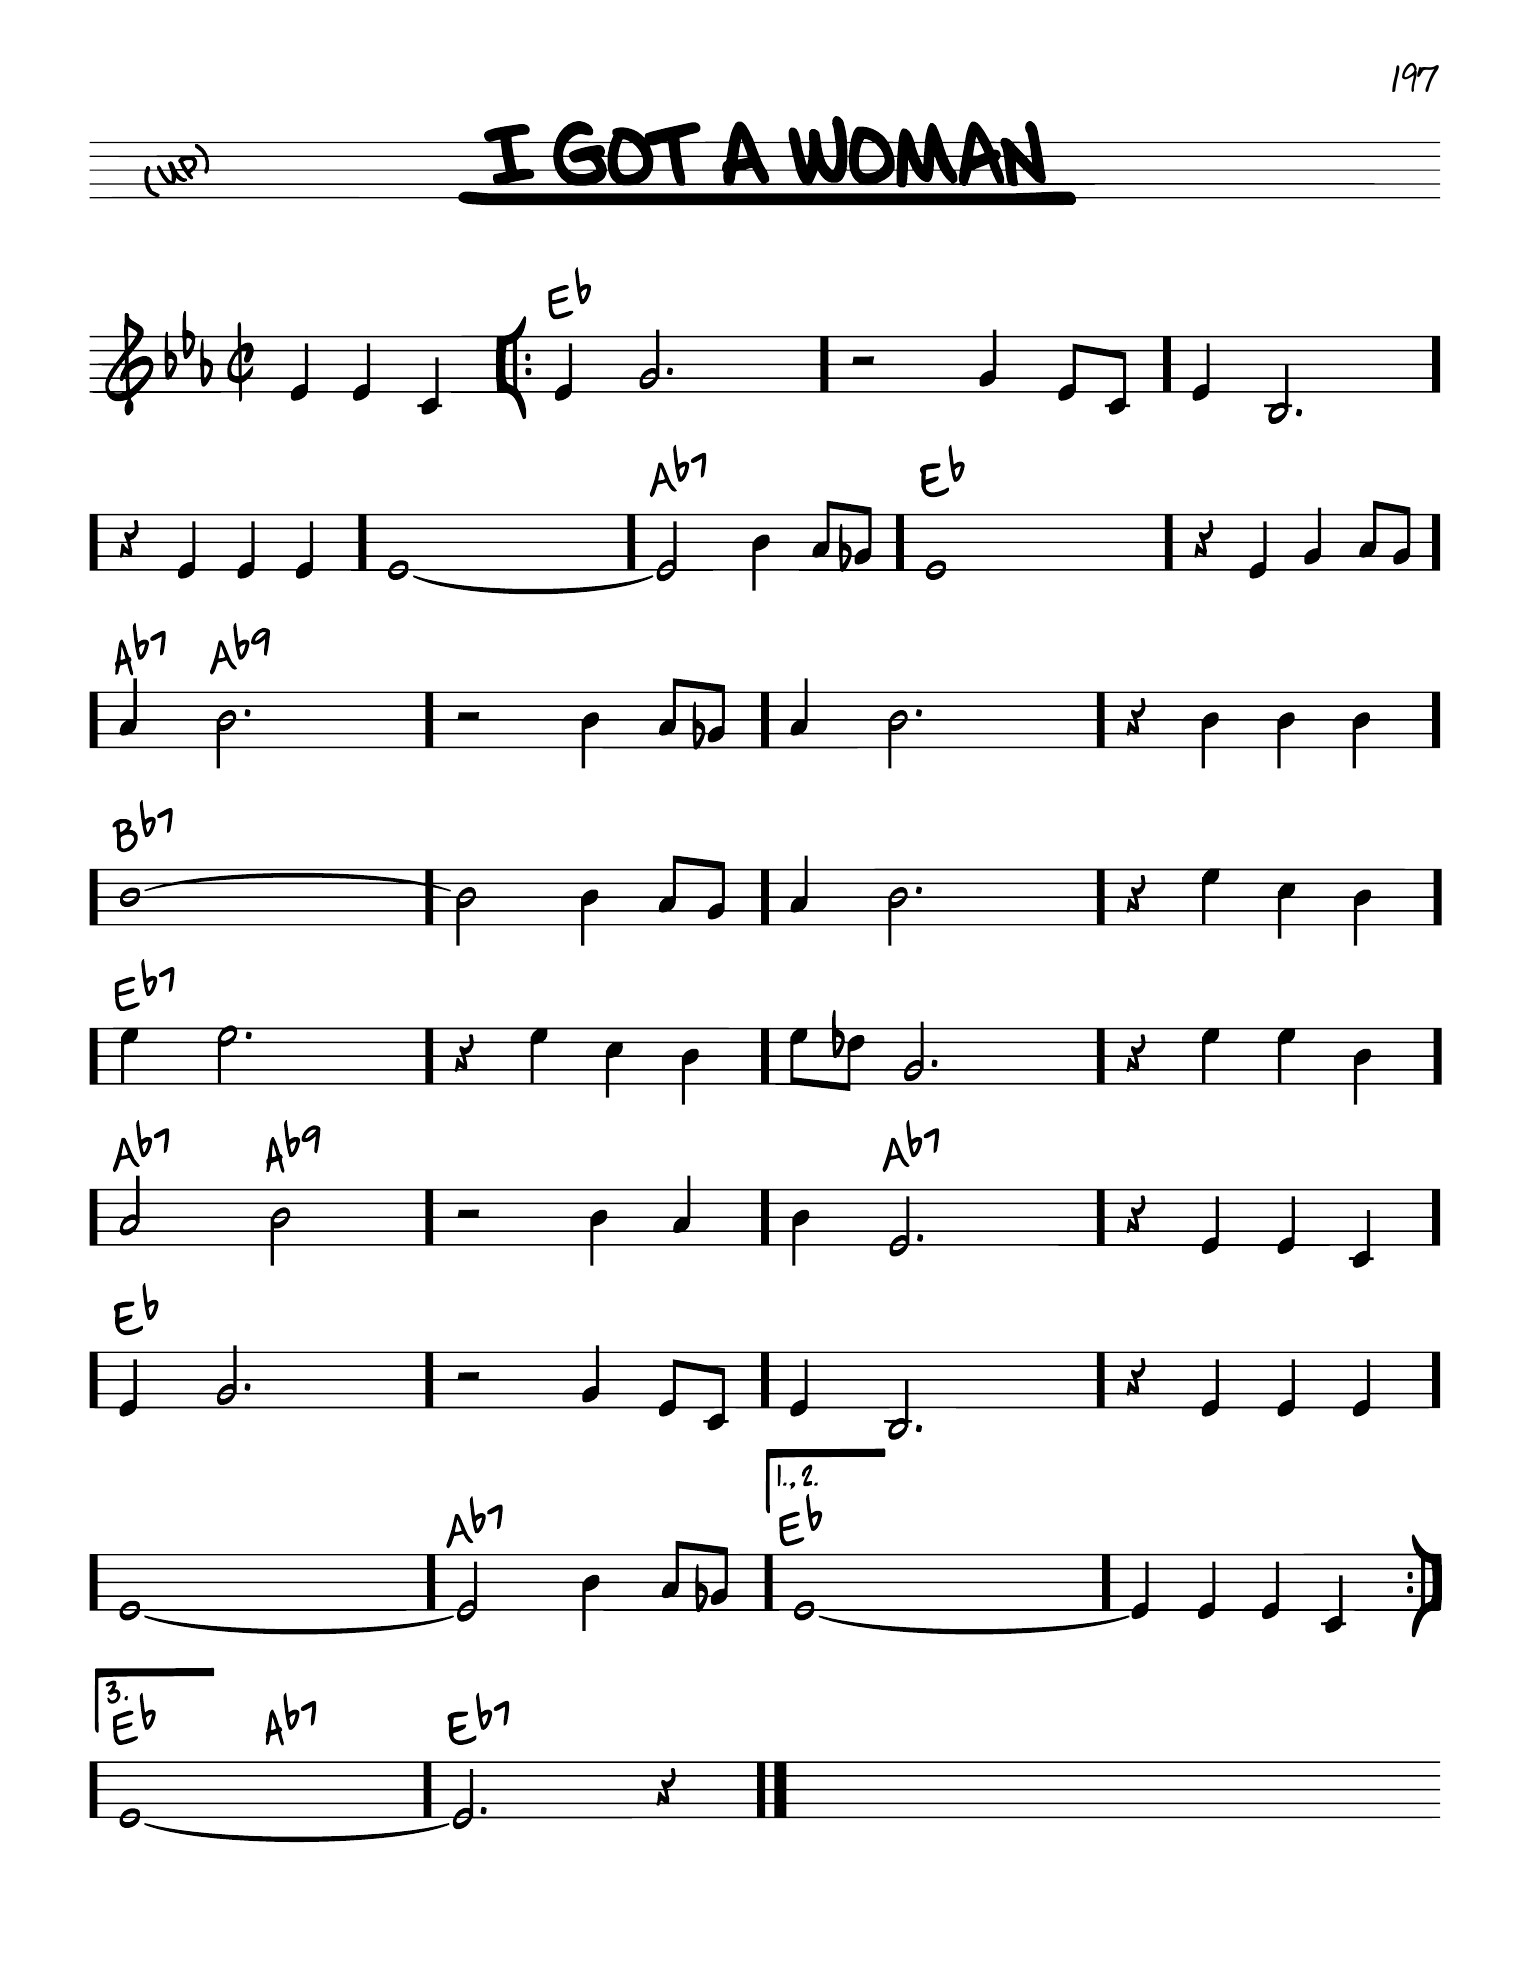 197
(UP) I GOT A WOMAN
Eb
Ab7 Eb
Ab7 Ab9
Bb7
Eb7
Ab7 Ab9 Ab7
Eb
1., 2.
Ab7 Eb
3.
Eb Ab7 Eb7